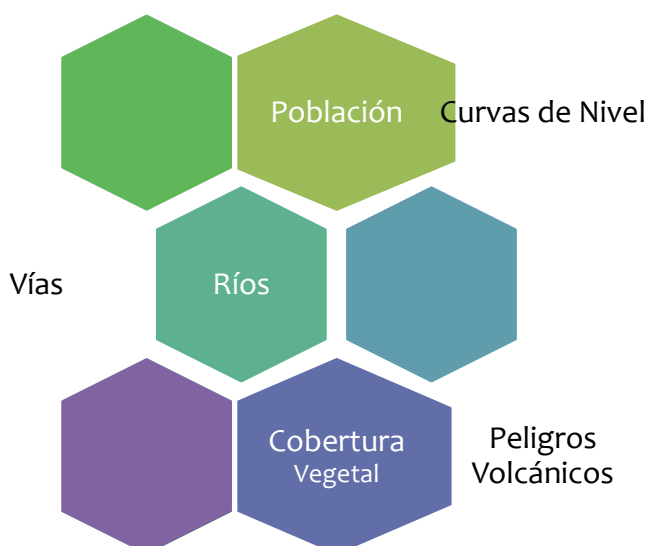 Población
Curvas de Nivel
Vías
Ríos
Cobertura
Vegetal
Peligros
Volcánicos